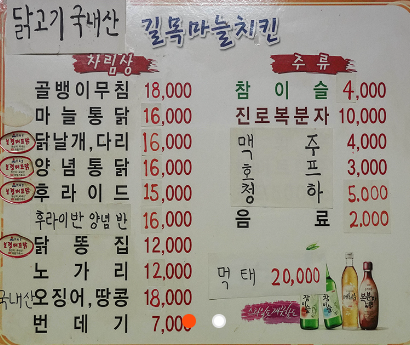 닭고기 국내산
길목마늘치킨
차림상
골뱅이무침 18,000
마늘통닭 16,000
닭날개,다리 16,000
양념통닭 16,000
후라이드 15,000
후라이반 양념 반 16,000
닭똥집 12,000
노가리 12,000
국내산 오징어,땅콩 18,000
번데기 7,000
주류
참이슬 4,000
진로복분자 10,000
맥주 4,000
호프 3,000
청하 5.000
음료 2.000
먹태 20,000